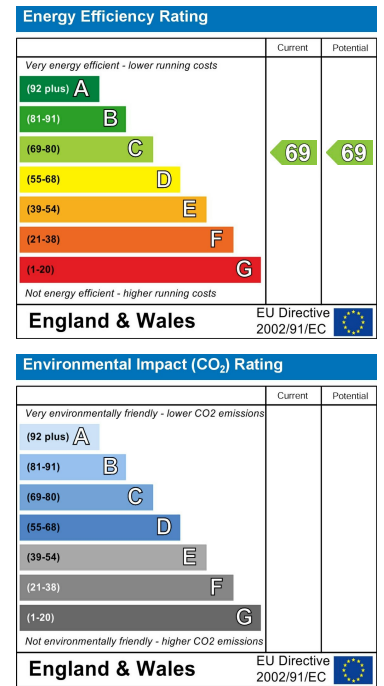 Energy Efficiency Rating
Current Potential
Very energy efficient - lower running costs
(92 plus) A
(81-91) B
(69-80) C 69 69
(55-68) D
(39-54) E
(21-38) F
(1-20) G
Not energy efficient - higher running costs
England & Wales
EU Directive
2002/91/EC
Environmental Impact (CO₂) Rating
Current Potential
Very environmentally friendly - lower CO2 emissions
(92 plus) A
(81-91) B
(69-80) C
(55-68) D
(39-54) E
(21-38) F
(1-20) G
Not environmentally friendly - higher CO2 emissions
England & Wales
EU Directive
2002/91/EC